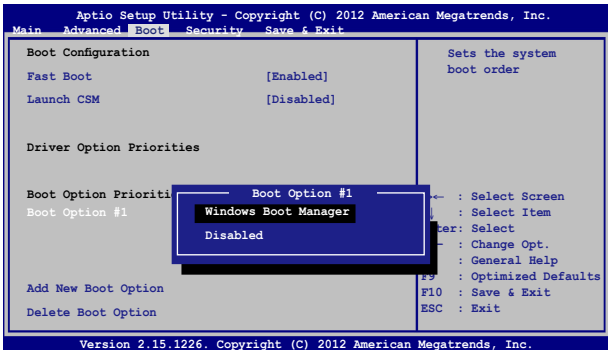 Aptio Setup Utility - Copyright (C) 2012 American Megatrends, Inc.
Main Advanced Boot Security Save & Exit
Boot Configuration
Fast Boot [Enabled]
Launch CSM [Disabled]
Driver Option Priorities
Boot Option Prioriti
Boot Option #1
Boot Option #1
Windows Boot Manager
Disabled
Add New Boot Option
Delete Boot Option
Sets the system
boot order
→← : Select Screen
: Select Item
ter: Select
— : Change Opt.
: General Help
F9 : Optimized Defaults
F10 : Save & Exit
ESC : Exit
Version 2.15.1226. Copyright (C) 2012 American Megatrends, Inc.